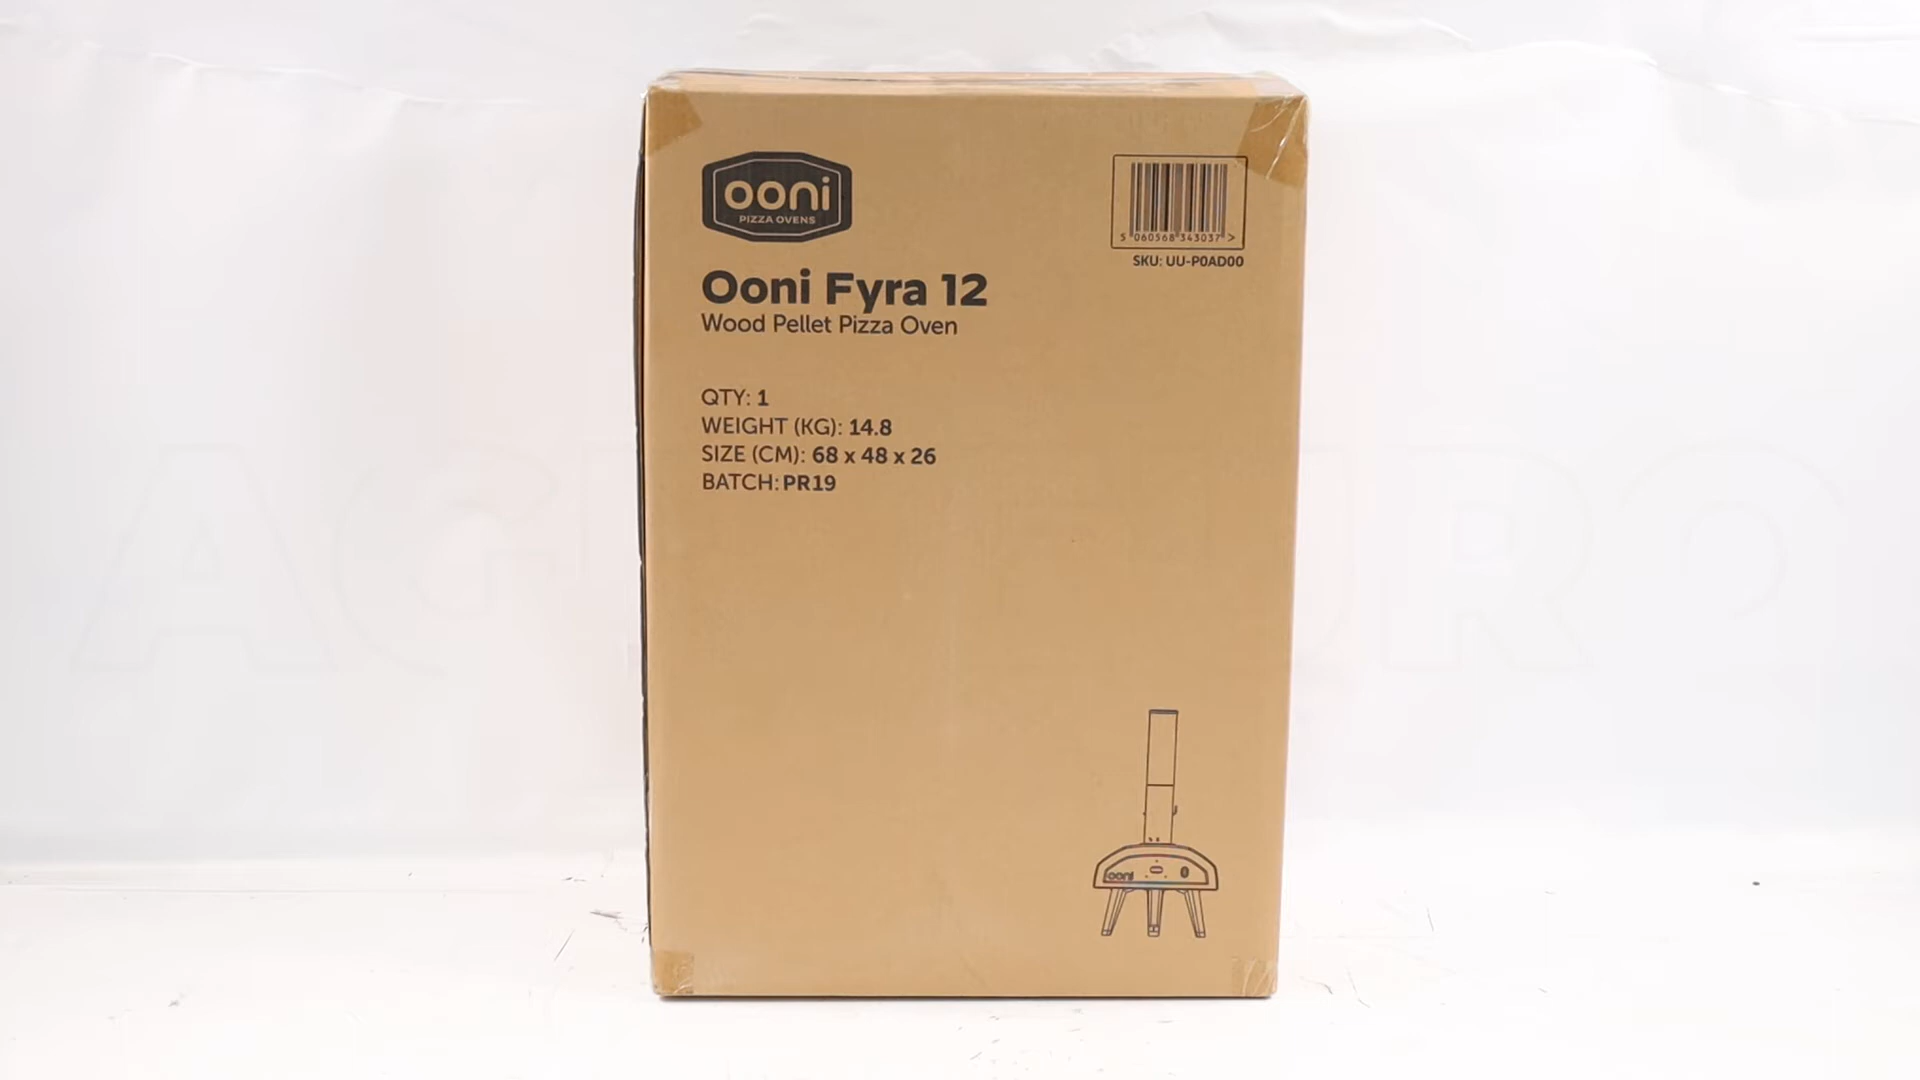 ooni
PIZZA OVENS
5 060568 343037 >
SKU: UU-P0AD00
Ooni Fyra 12
Wood Pellet Pizza Oven
QTY: 1
WEIGHT (KG): 14.8
SIZE (CM): 68 x 48 x 26
BATCH: PR19
ooni